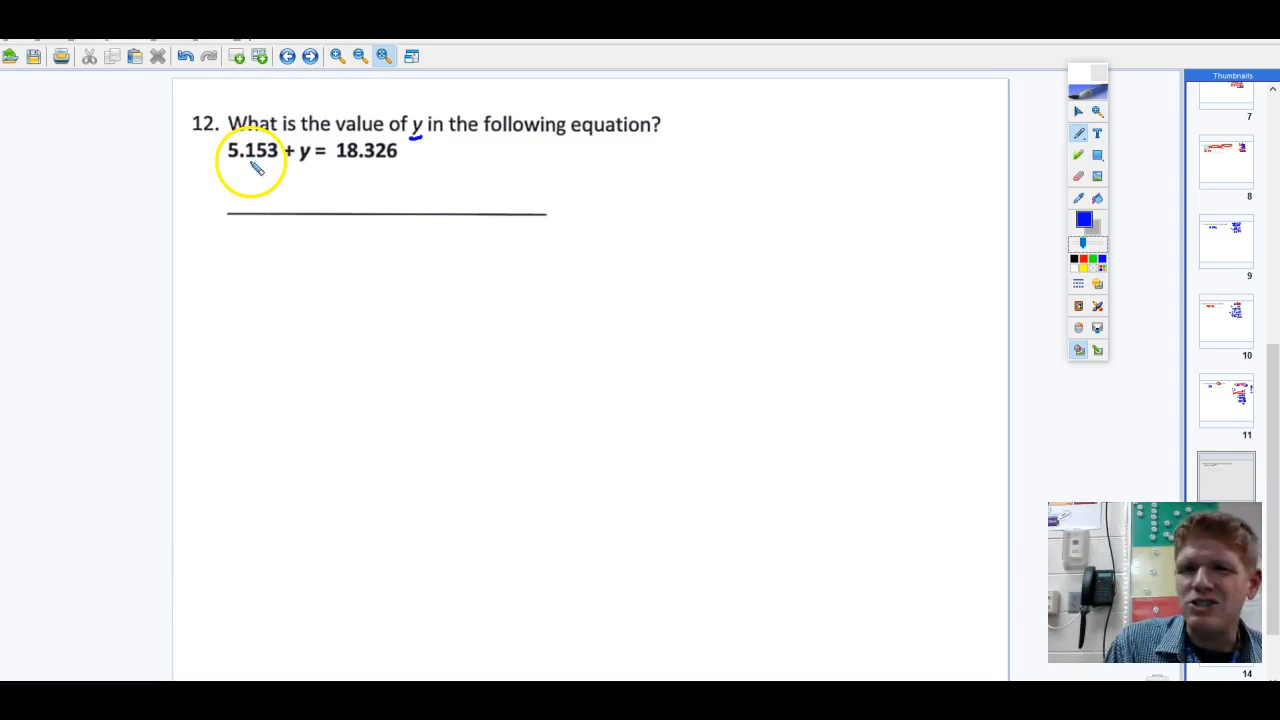 Thumbnails
12. What is the value of y in the following equation?
5.153 + y = 18.326
7
8
9
10
11
14